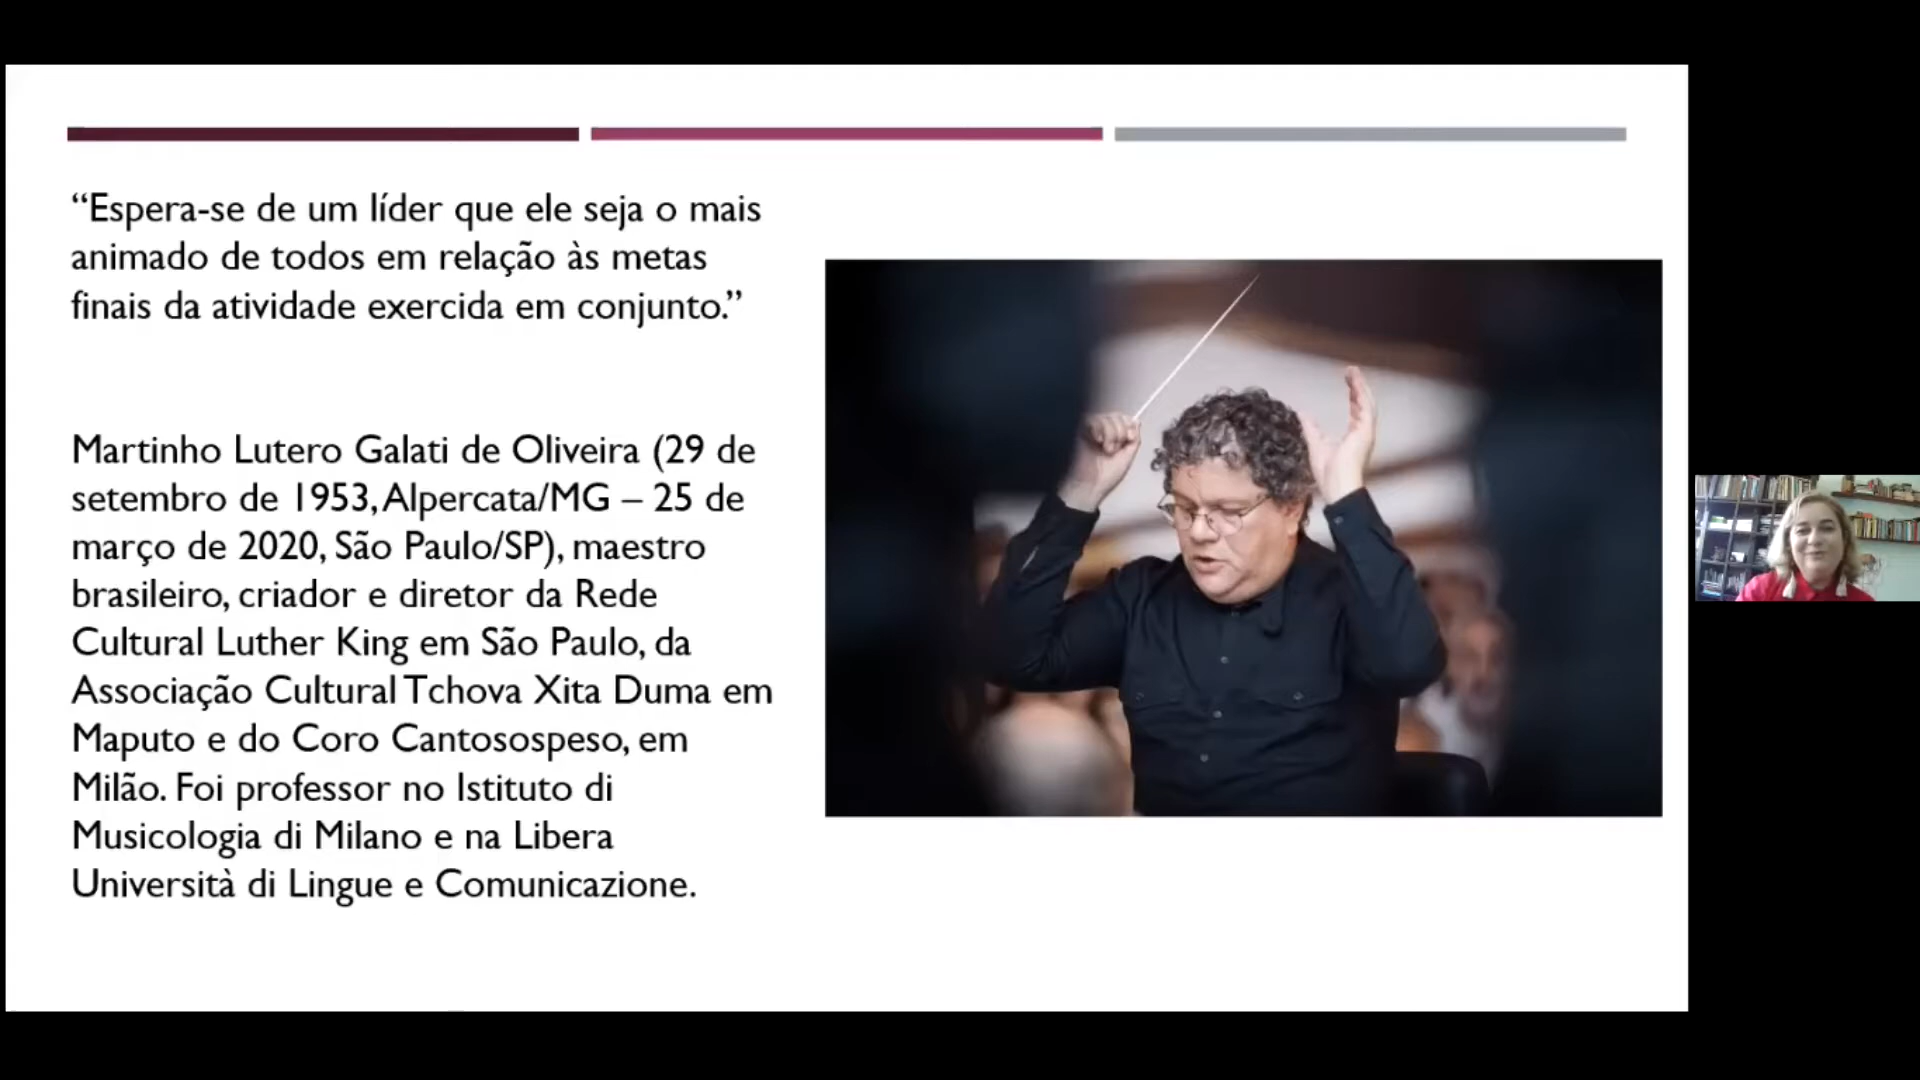 “Espera-se de um líder que ele seja o mais
animado de todos em relação às metas
finais da atividade exercida em conjunto.”
Martinho Lutero Galati de Oliveira (29 de
setembro de 1953, Alpercata/MG – 25 de
março de 2020, São Paulo/SP), maestro
brasileiro, criador e diretor da Rede
Cultural Luther King em São Paulo, da
Associação Cultural Tchova Xita Duma em
Maputo e do Coro Cantosospeso, em
Milão. Foi professor no Istituto di
Musicologia di Milano e na Libera
Università di Lingue e Comunicazione.